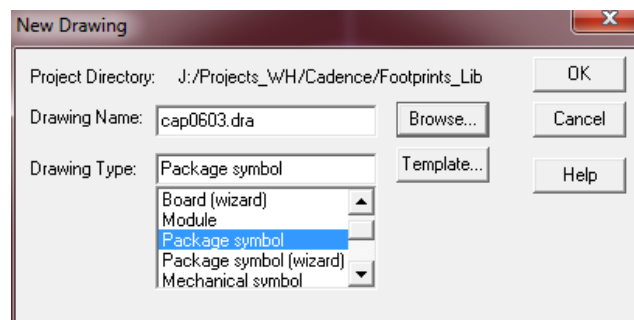 New Drawing
Project Directory: J:/Projects_WH/Cadence/Footprints_Lib
OK
Drawing Name: cap0603.dra
Browse...
Cancel
Drawing Type: Package symbol
Template...
Help
Board (wizard)
Module
Package symbol
Package symbol (wizard)
Mechanical symbol